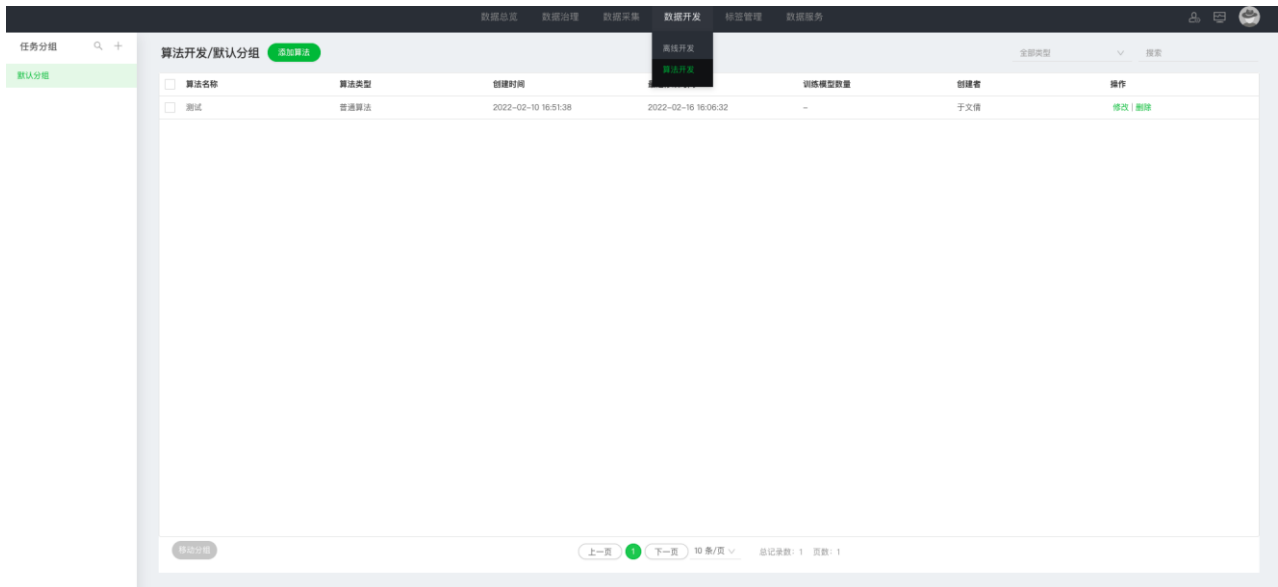 数据总览 数据治理 数据采集 数据开发 标签管理 数据服务
离线开发
算法开发
任务分组
默认分组
算法开发/默认分组 添加算法
全部类型 搜索
算法名称 算法类型 创建时间 训练模型数量 创建者 操作
测试 普通算法 2022-02-10 16:51:38 2022-02-16 16:06:32 - 于文倩 修改 | 删除
移动分组
上一页 1 下一页 10 条/页 总记录数: 1 页数: 1